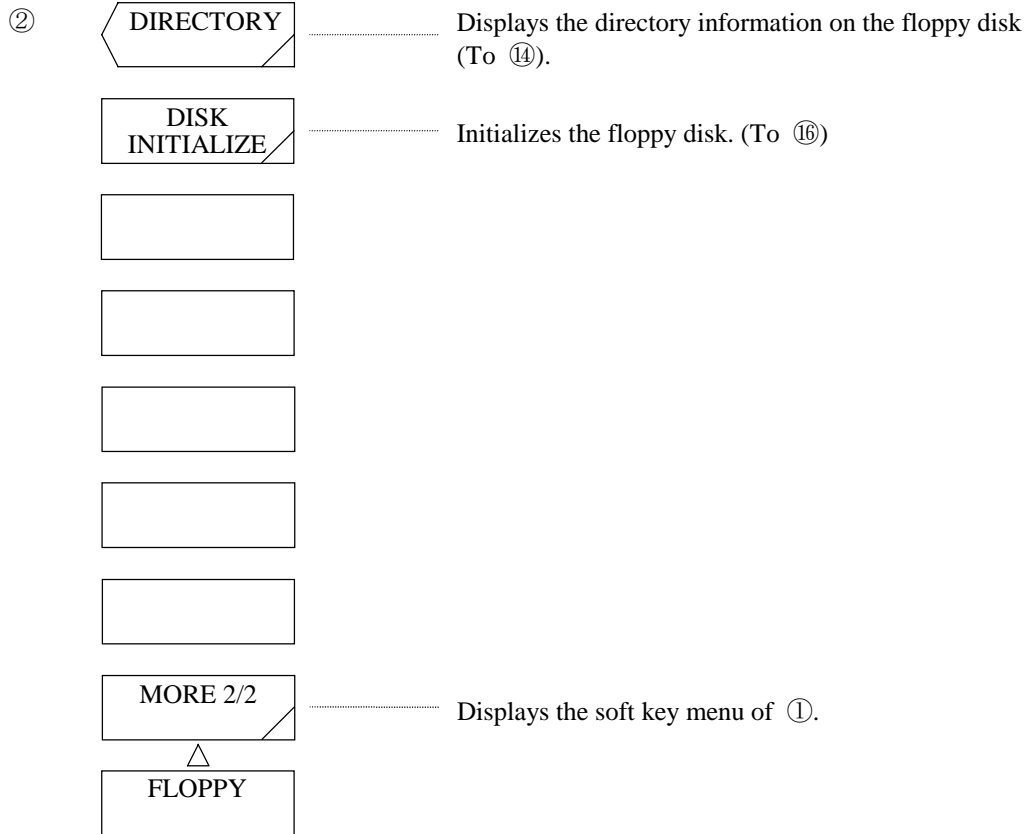 ② DIRECTORY Displays the directory information on the floppy disk
(To ⑭).
DISK
INITIALIZE Initializes the floppy disk. (To ⑯)
MORE 2/2 Displays the soft key menu of ①.
FLOPPY